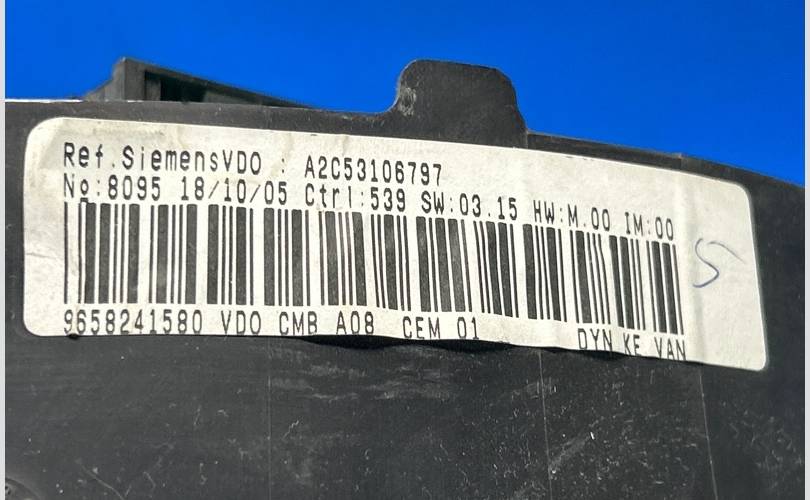 Ref.SiemensVDO : A2C53106797
No:8095 18/10/05 Ctrl:539 SW:03.15 HW:M.00 IM:00
5
9658241580 VDO CMB A08 CEM 01 DYN KE VAN